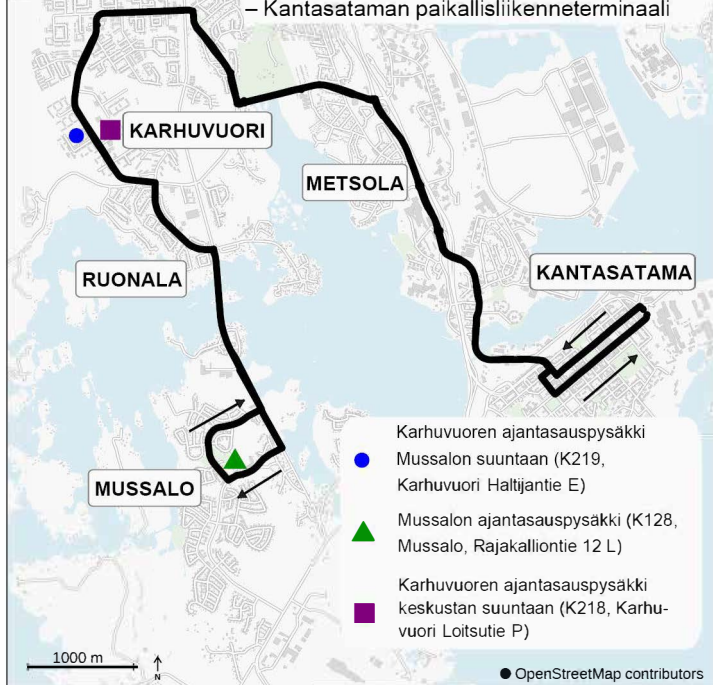 – Kantasataman paikallisliikenneterminaali
KARHUVUORI
METSOLA
RUONALA
KANTASATAMA
MUSSALO
Karhuvuoren ajantasauspysäkki
Mussalon suuntaan (K219,
Karhuvuori Haltijantie E)
Mussalon ajantasauspysäkki (K128,
Mussalo, Rajakalliontie 12 L)
Karhuvuoren ajantasauspysäkki
keskustan suuntaan (K218, Karhu-
vuori Loitsutie P)
1000 m
N
● OpenStreetMap contributors